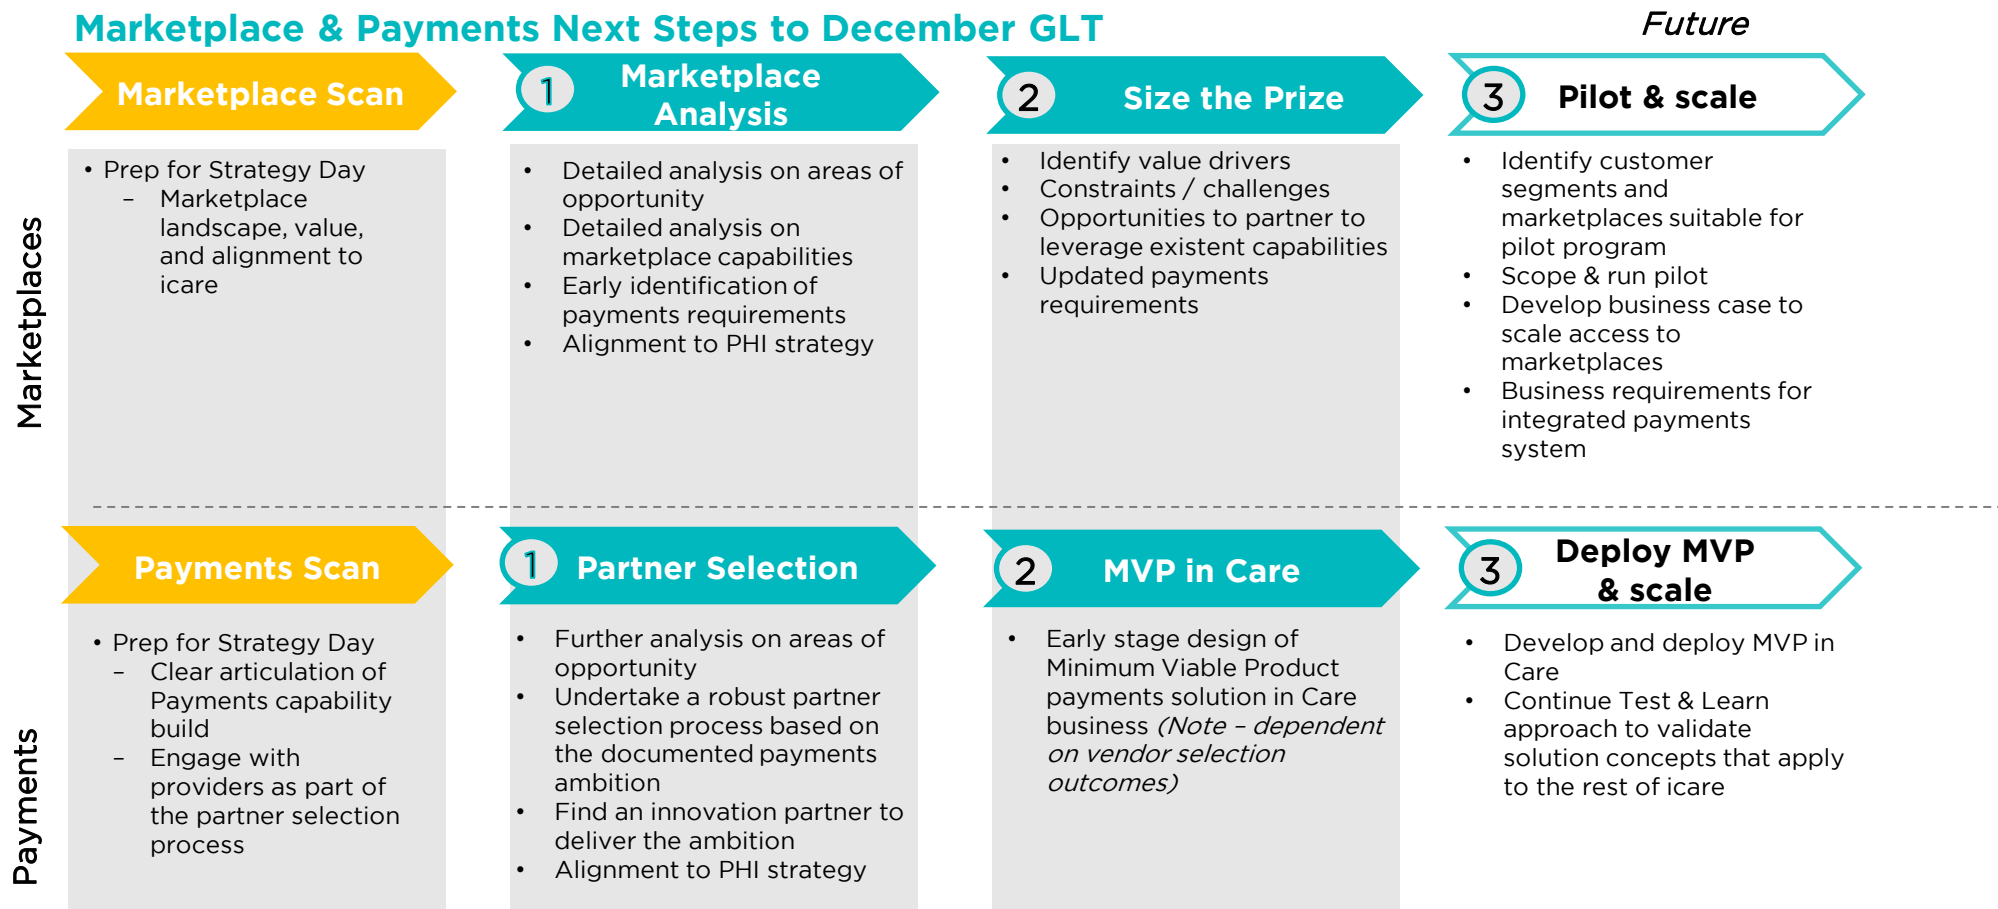 Marketplace & Payments Next Steps to December GLT
Future
Marketplaces
Marketplace Scan
• Prep for Strategy Day
– Marketplace
landscape, value,
and alignment to
icare
1
Marketplace
Analysis
• Detailed analysis on areas of
opportunity
• Detailed analysis on
marketplace capabilities
• Early identification of
payments requirements
• Alignment to PHI strategy
2
Size the Prize
• Identify value drivers
• Constraints / challenges
• Opportunities to partner to
leverage existent capabilities
• Updated payments
requirements
3
Pilot & scale
• Identify customer
segments and
marketplaces suitable for
pilot program
• Scope & run pilot
• Develop business case to
scale access to
marketplaces
• Business requirements for
integrated payments
system
Payments
Payments Scan
• Prep for Strategy Day
– Clear articulation of
Payments capability
build
– Engage with
providers as part of
the partner selection
process
1
Partner Selection
• Further analysis on areas of
opportunity
• Undertake a robust partner
selection process based on
the documented payments
ambition
• Find an innovation partner to
deliver the ambition
• Alignment to PHI strategy
2
MVP in Care
• Early stage design of
Minimum Viable Product
payments solution in Care
business (Note – dependent
on vendor selection
outcomes)
3
Deploy MVP
& scale
• Develop and deploy MVP in
Care
• Continue Test & Learn
approach to validate
solution concepts that apply
to the rest of icare